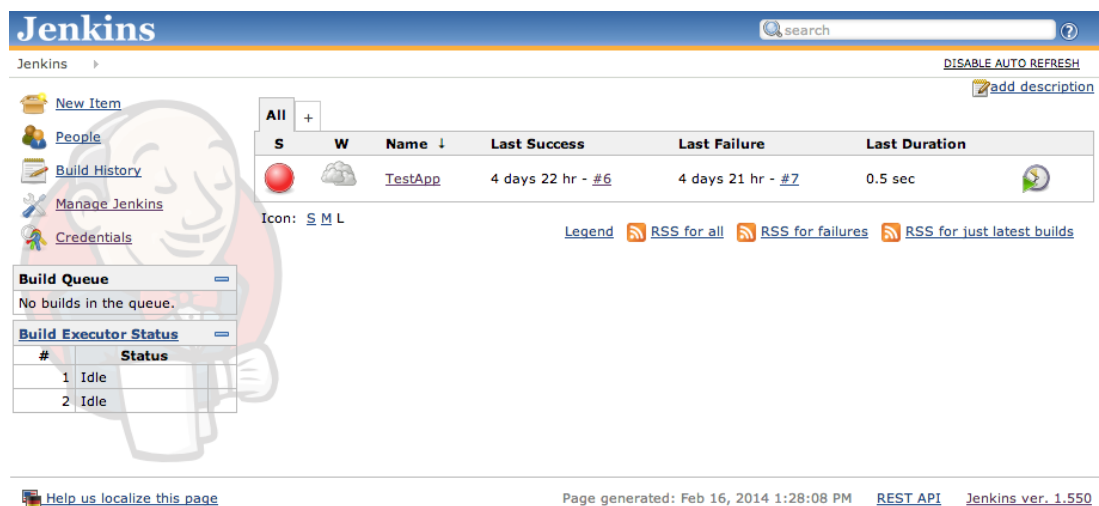 Jenkins
search
Jenkins
DISABLE AUTO REFRESH
add description
New Item
People
Build History
Manage Jenkins
Credentials
All +
S W Name ↓ Last Success Last Failure Last Duration
TestApp 4 days 22 hr - #6 4 days 21 hr - #7 0.5 sec
Icon: S M L
Legend RSS for all RSS for failures RSS for just latest builds
Build Queue
No builds in the queue.
Build Executor Status
# Status
1 Idle
2 Idle
Help us localize this page Page generated: Feb 16, 2014 1:28:08 PM REST API Jenkins ver. 1.550